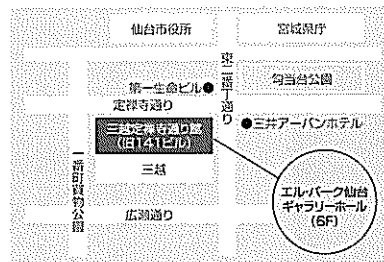 仙台市役所
宮城県庁
東二番丁通り
勾当台公園
第一生命ビル
定禅寺通り
三井アーバンホテル
三越定禅寺通り館
(旧141ビル)
一番町買物公園
三越
エル・パーク仙台
ギャラリーホール
(6F)
広瀬通り